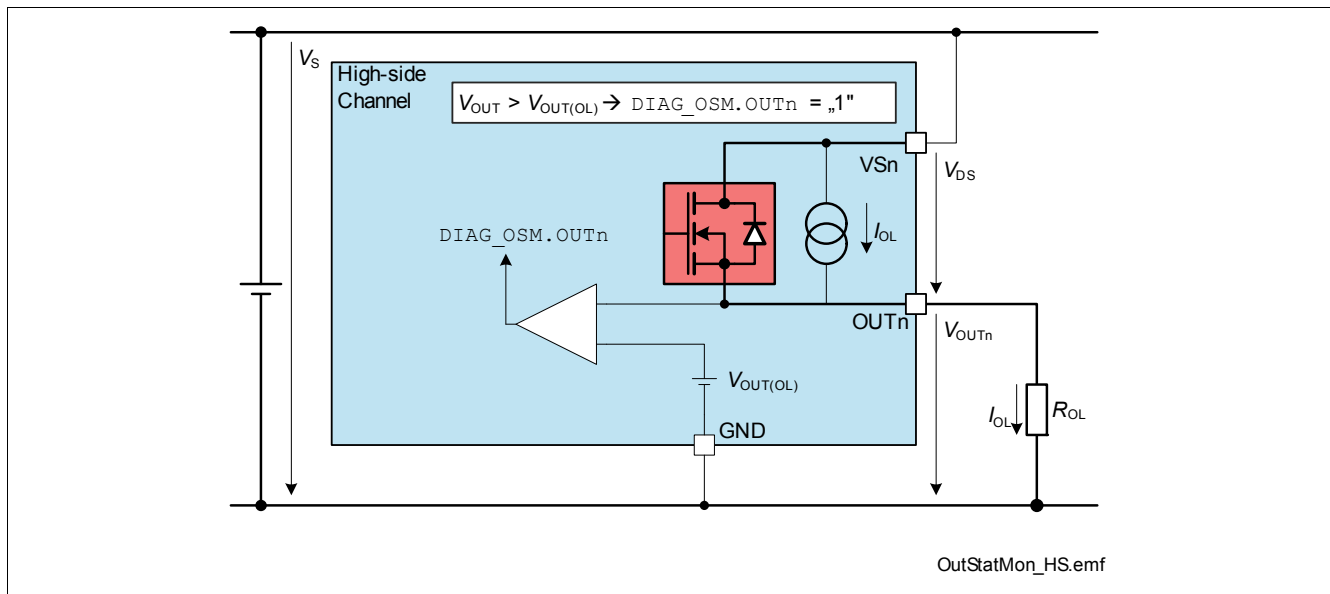 VS
High-side
Channel
VOUT > VOUT(OL) → DIAG_OSM.OUTn = „1"
VSn
VDS
IOL
DIAG_OSM.OUTn
OUTn
VOUTn
VOUT(OL)
IOL
ROL
GND
OutStatMon_HS.emf